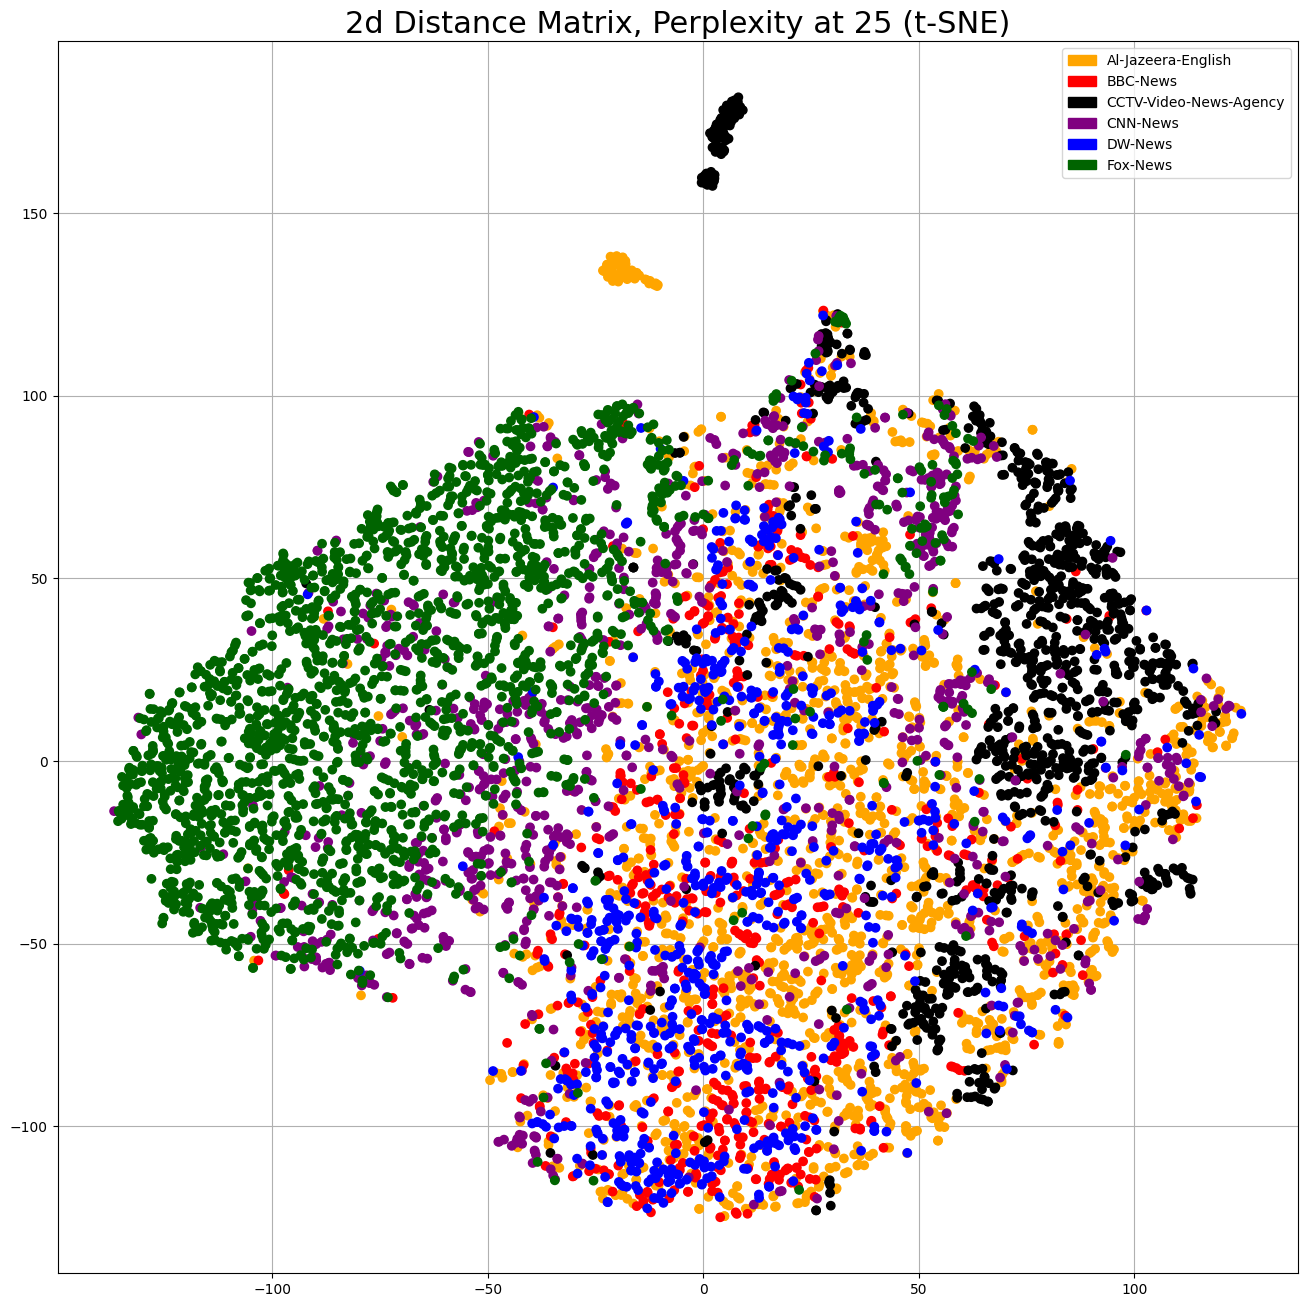 2d Distance Matrix, Perplexity at 25 (t-SNE)
Al-Jazeera-English
BBC-News
CCTV-Video-News-Agency
CNN-News
DW-News
Fox-News
150
100
50
0
−50
−100
−100
−50
0
50
100